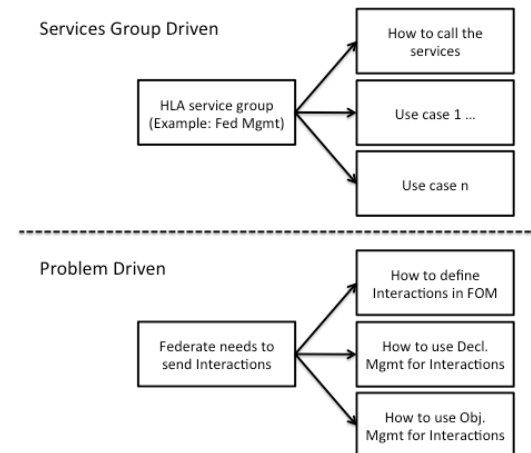 Services Group Driven
How to call the
services
HLA service group
(Example: Fed Mgmt)
Use case 1 ...
Use case n
Problem Driven
How to define
Interactions in FOM
Federate needs to
send Interactions
How to use Decl.
Mgmt for Interactions
How to use Obj.
Mgmt for Interactions